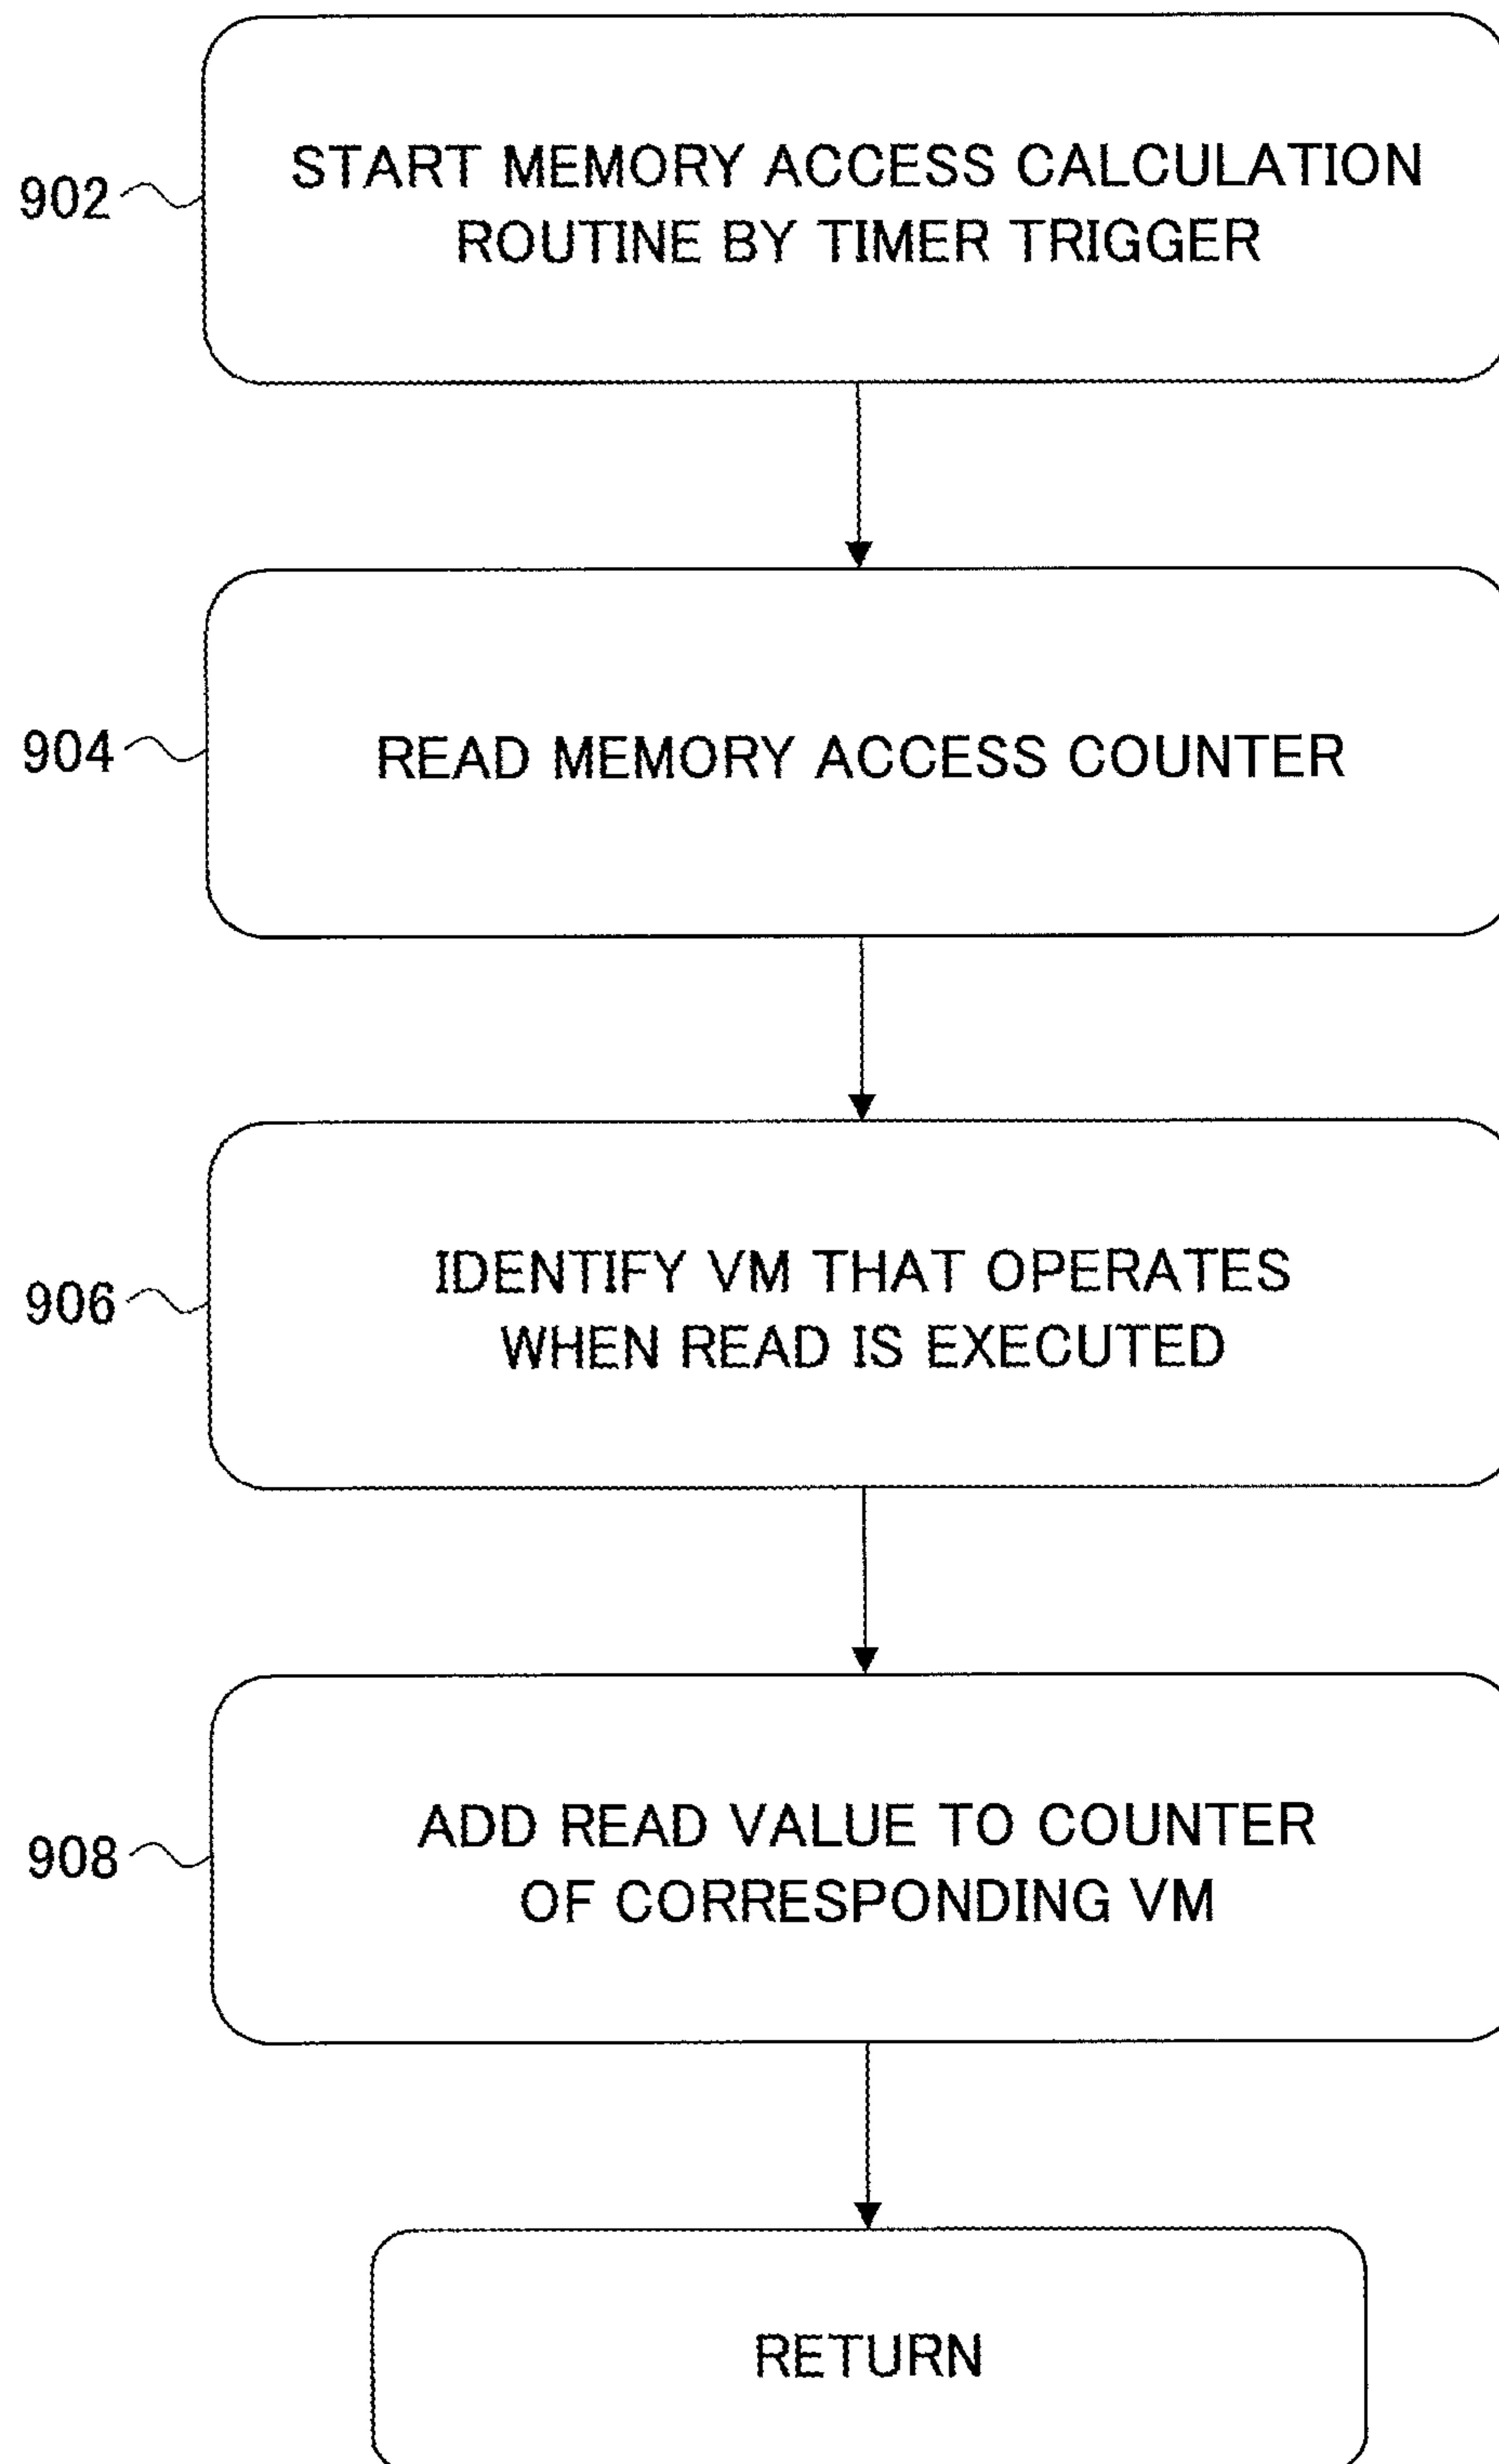 902
START MEMORY ACCESS CALCULATION
ROUTINE BY TIMER TRIGGER
904
READ MEMORY ACCESS COUNTER
906
IDENTIFY VM THAT OPERATES
WHEN READ IS EXECUTED
908
ADD READ VALUE TO COUNTER
OF CORRESPONDING VM
RETURN